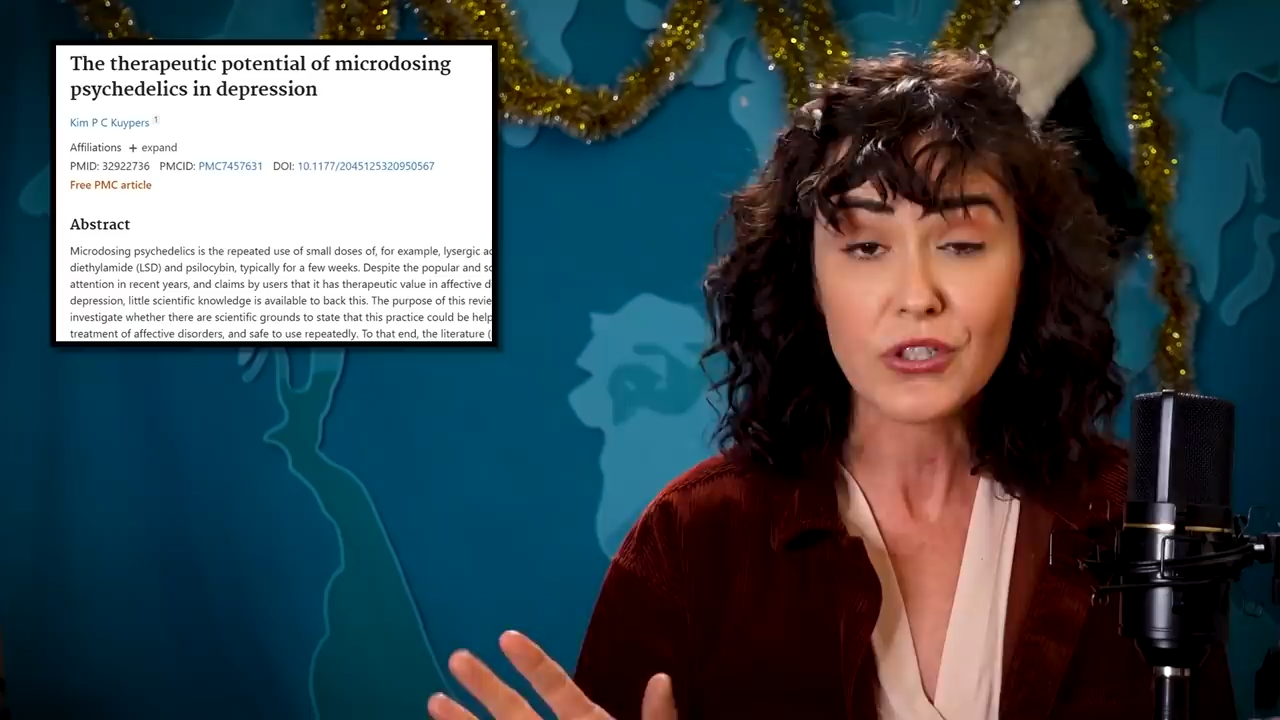 The therapeutic potential of microdosing
psychedelics in depression
Kim P C Kuypers 1
Affiliations + expand
PMID: 32922736 PMCID: PMC7457631 DOI: 10.1177/2045125320950567
Free PMC article
Abstract
Microdosing psychedelics is the repeated use of small doses of, for example, lysergic ac
diethylamide (LSD) and psilocybin, typically for a few weeks. Despite the popular and sc
attention in recent years, and claims by users that it has therapeutic value in affective d
depression, little scientific knowledge is available to back this. The purpose of this revie
investigate whether there are scientific grounds to state that this practice could be help
treatment of affective disorders, and safe to use repeatedly. To that end, the literature (